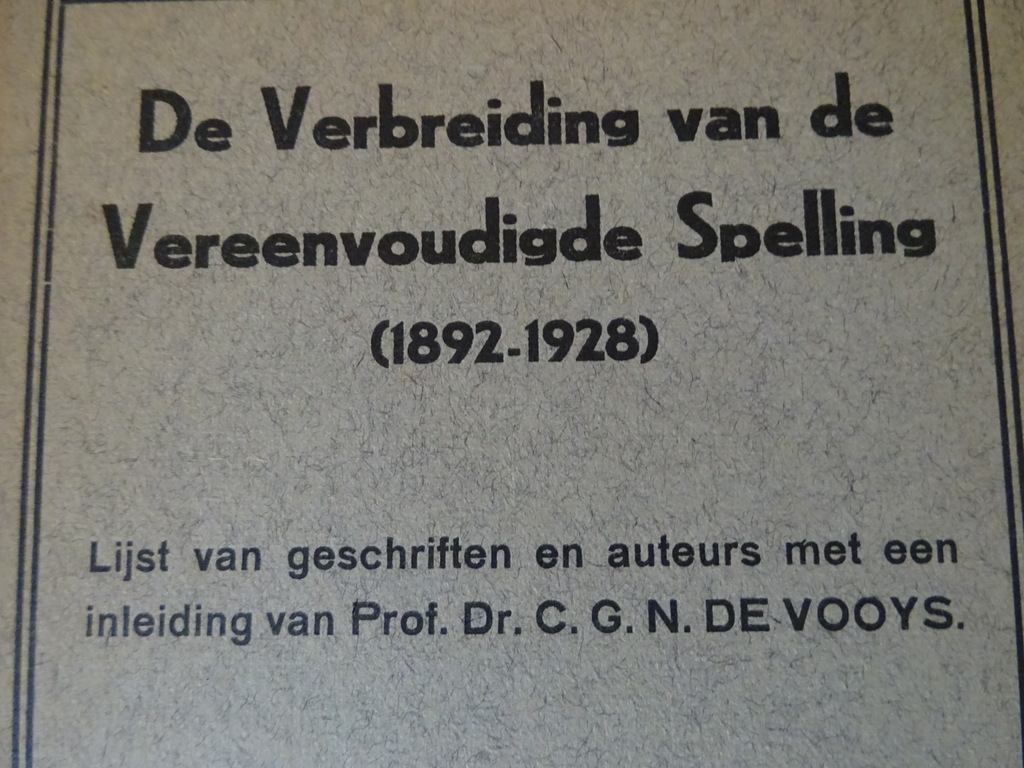 De Verbreiding van de
Vereenvoudigde Spelling
(1892-1928)
Lijst van geschriften en auteurs met een
inleiding van Prof. Dr. C. G. N. DE VOOYS.